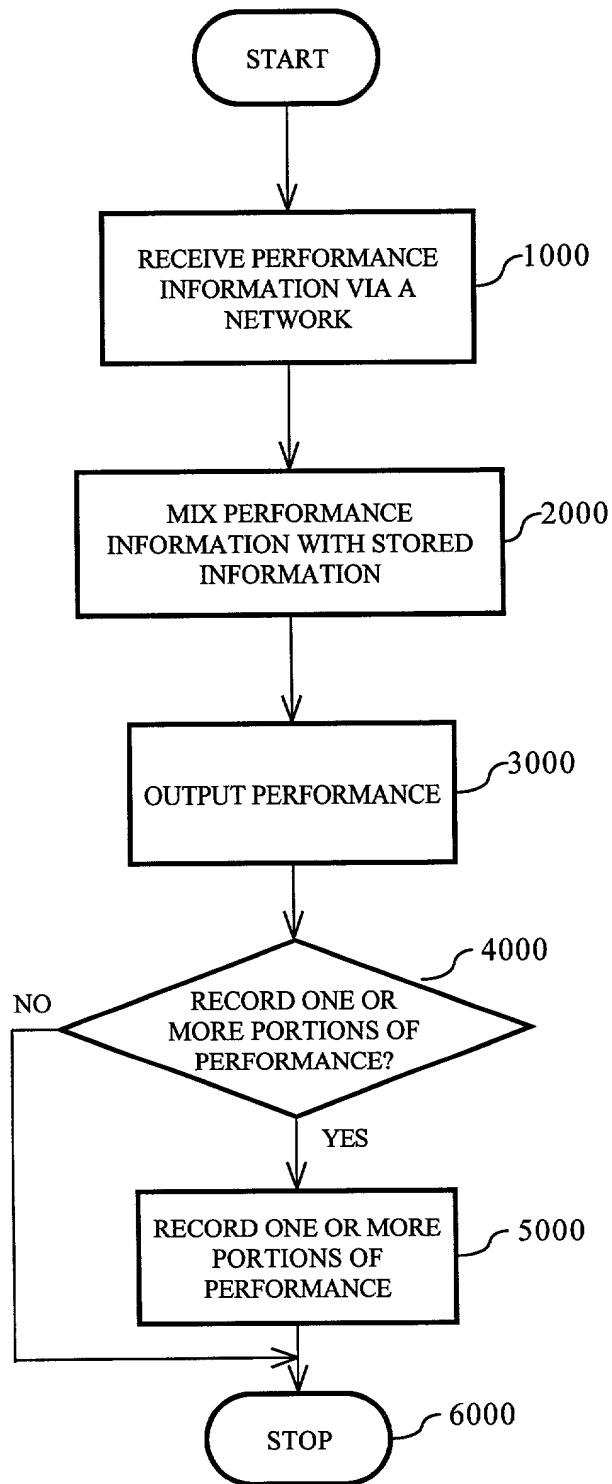 START
RECEIVE PERFORMANCE
INFORMATION VIA A
NETWORK
1000
MIX PERFORMANCE
INFORMATION WITH STORED
INFORMATION
2000
OUTPUT PERFORMANCE
3000
RECORD ONE OR
MORE PORTIONS OF
PERFORMANCE?
4000
NO
YES
RECORD ONE OR MORE
PORTIONS OF
PERFORMANCE
5000
STOP
6000